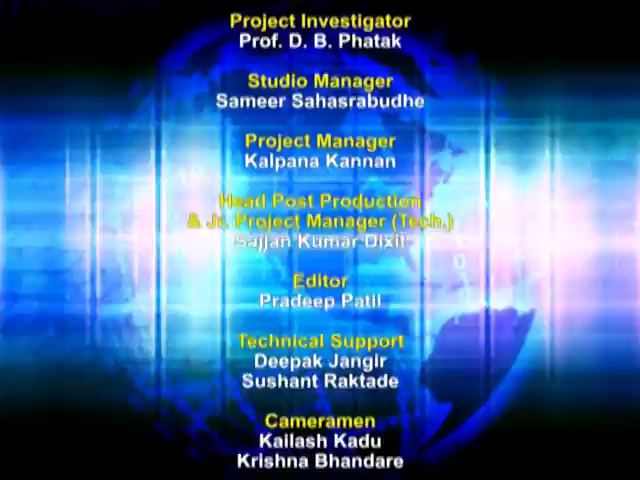 Project Investigator
Prof. D. B. Phatak
Studio Manager
Sameer Sahasrabudhe
Project Manager
Kalpana Kannan
Head Post Production
& Jr. Project Manager (Tech.)
Sajjan Kumar Dixit
Editor
Pradeep Patil
Technical Support
Deepak Jangir
Sushant Raktade
Cameramen
Kailash Kadu
Krishna Bhandare